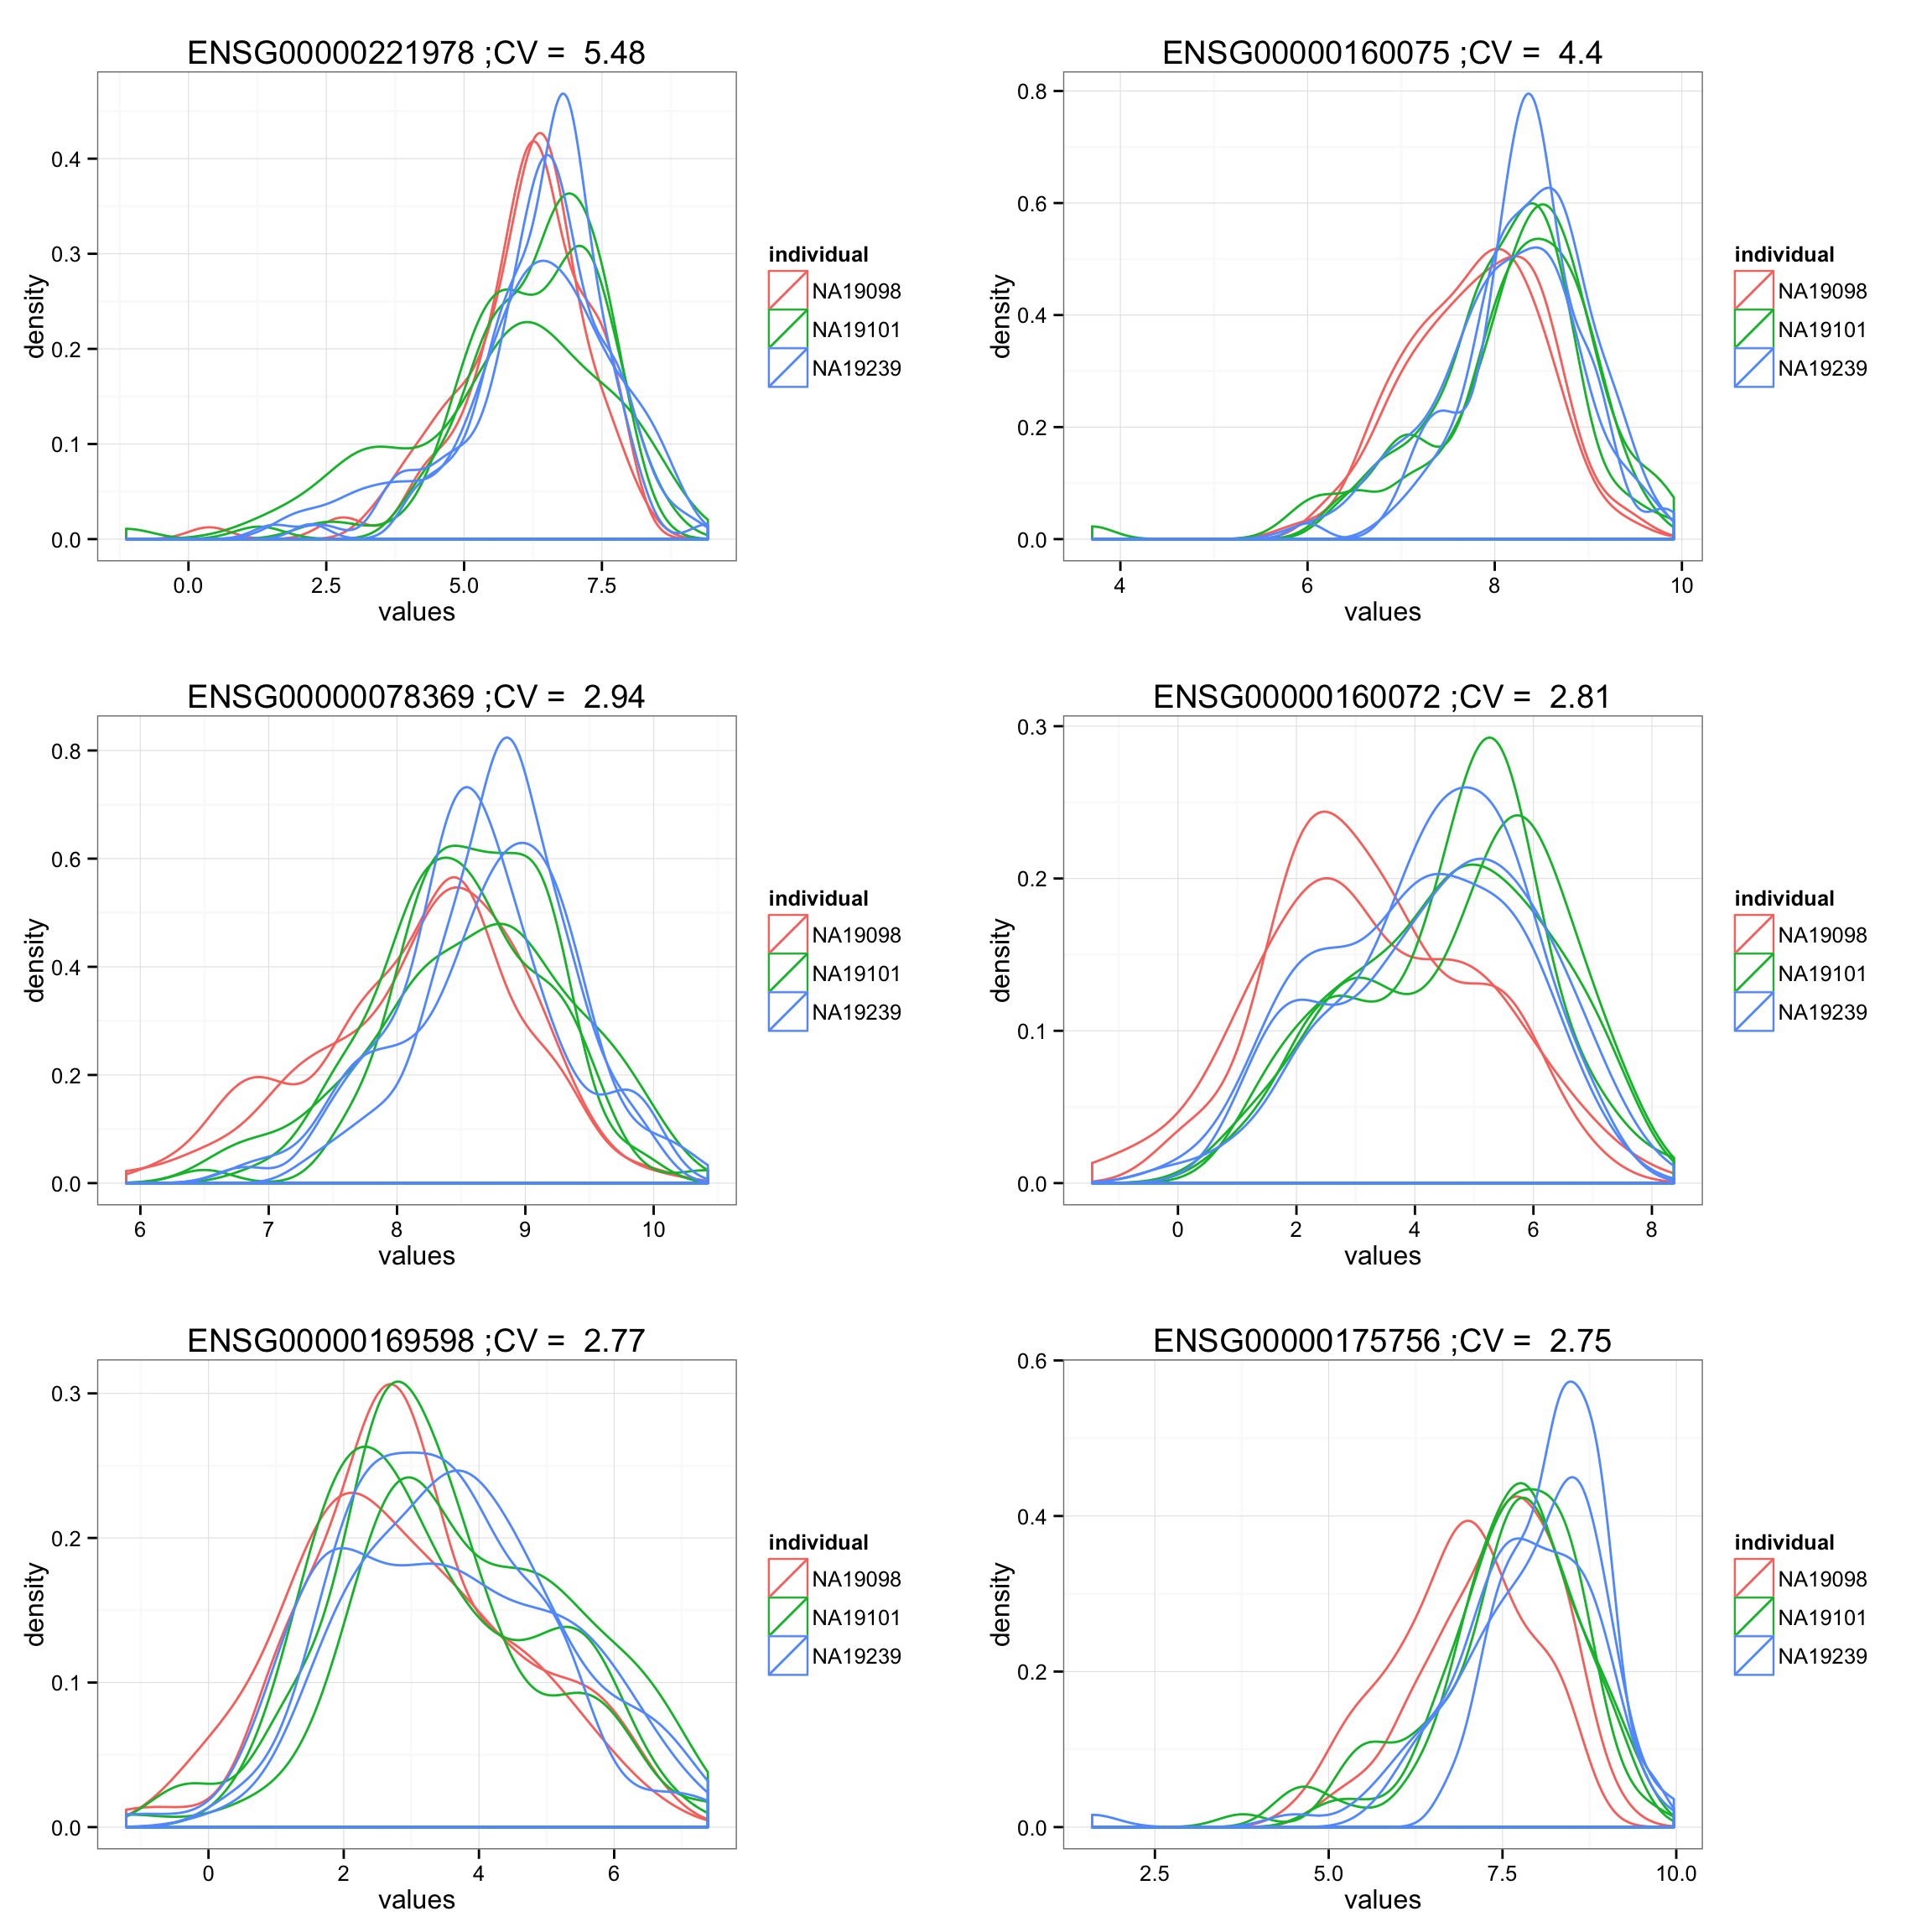 ENSG00000221978 ;CV = 5.48
density
0.4
0.3
0.2
0.1
0.0
0.0 2.5 5.0 7.5
values
individual
NA19098
NA19101
NA19239
ENSG00000160075 ;CV = 4.4
density
0.8
0.6
0.4
0.2
0.0
4 6 8 10
values
individual
NA19098
NA19101
NA19239
ENSG00000078369 ;CV = 2.94
density
0.8
0.6
0.4
0.2
0.0
6 7 8 9 10
values
individual
NA19098
NA19101
NA19239
ENSG00000160072 ;CV = 2.81
density
0.3
0.2
0.1
0.0
0 2 4 6 8
values
individual
NA19098
NA19101
NA19239
ENSG00000169598 ;CV = 2.77
density
0.3
0.2
0.1
0.0
0 2 4 6
values
individual
NA19098
NA19101
NA19239
ENSG00000175756 ;CV = 2.75
density
0.6
0.4
0.2
0.0
2.5 5.0 7.5 10.0
values
individual
NA19098
NA19101
NA19239